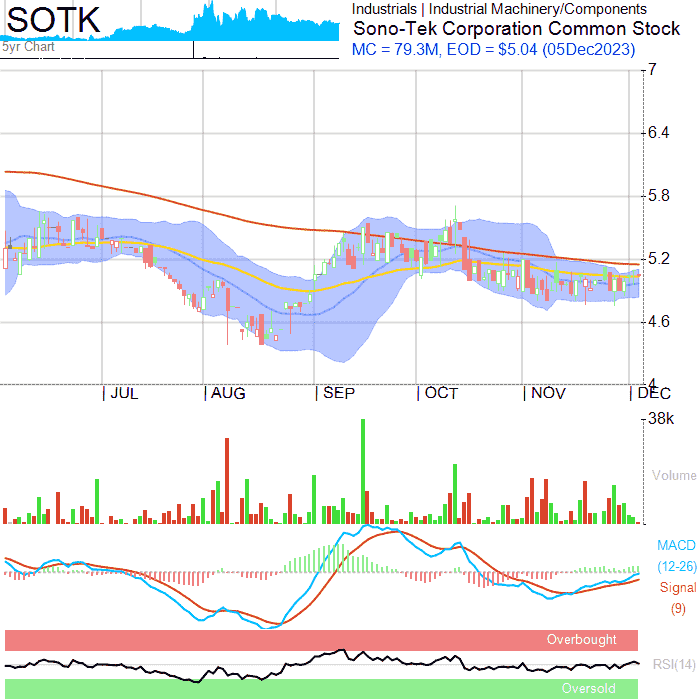 SOTK
5yr Chart
Industrials | Industrial Machinery/Components
Sono-Tek Corporation Common Stock
MC = 79.3M, EOD = $5.04 (05Dec2023)
7
6.4
5.8
5.2
4.6
4
JUL AUG SEP OCT NOV DEC
38k
Volume
MACD
(12-26)
Signal
(9)
Overbought
RSI(14)
Oversold